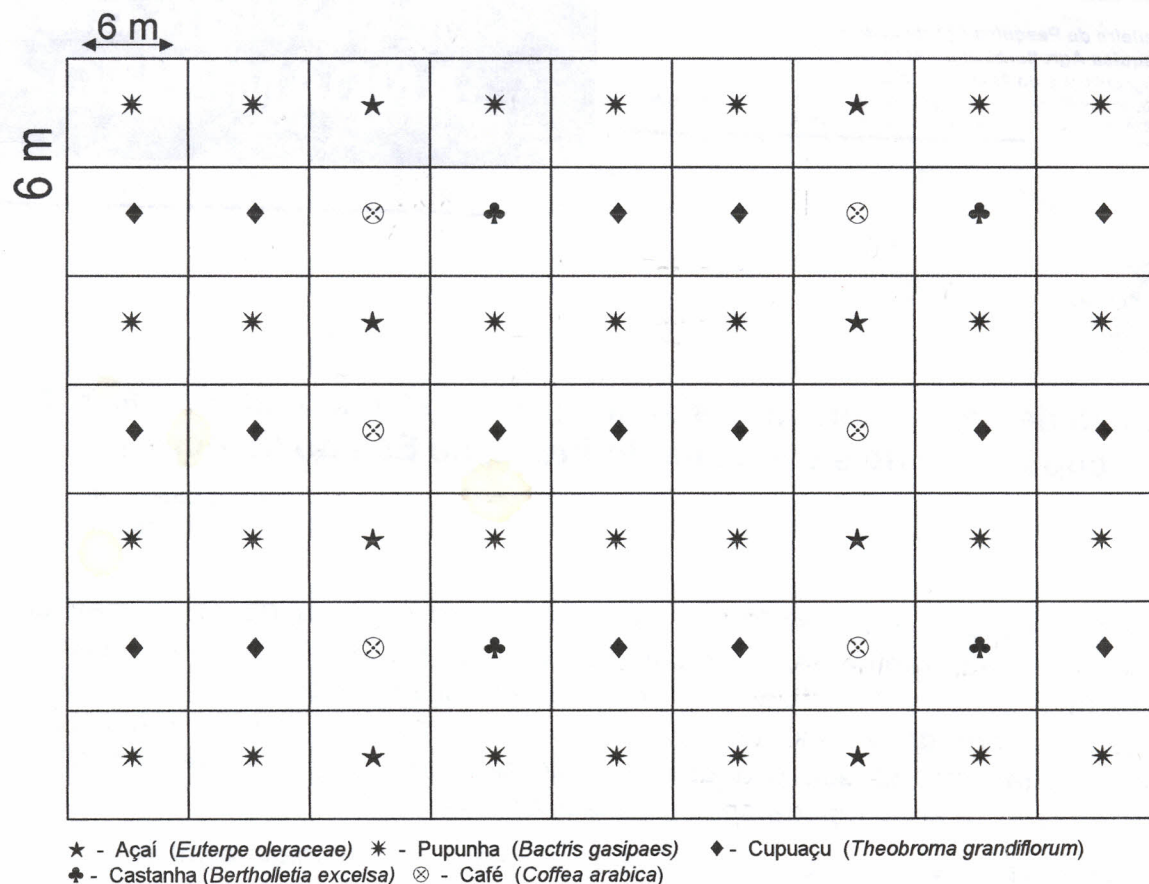 6 m
6 m
★ - Açaí (Euterpe oleraceae) ✷ - Pupunha (Bactris gasipaes) ♦ - Cupuaçu (Theobroma grandiflorum)
♣ - Castanha (Bertholletia excelsa) ⊗ - Café (Coffea arabica)